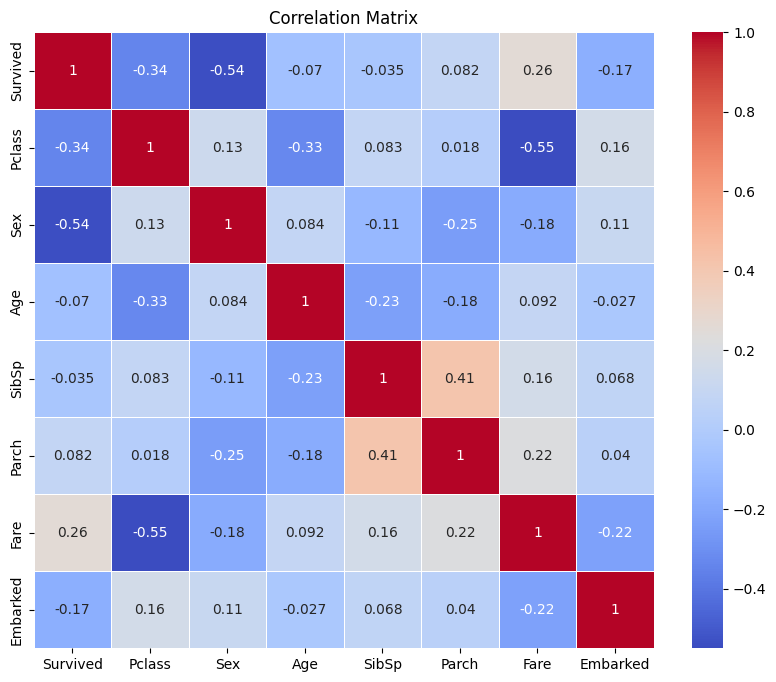 Correlation Matrix
Survived 1 -0.34 -0.54 -0.07 -0.035 0.082 0.26 -0.17
Pclass -0.34 1 0.13 -0.33 0.083 0.018 -0.55 0.16
Sex -0.54 0.13 1 0.084 -0.11 -0.25 -0.18 0.11
Age -0.07 -0.33 0.084 1 -0.23 -0.18 0.092 -0.027
SibSp -0.035 0.083 -0.11 -0.23 1 0.41 0.16 0.068
Parch 0.082 0.018 -0.25 -0.18 0.41 1 0.22 0.04
Fare 0.26 -0.55 -0.18 0.092 0.16 0.22 1 -0.22
Embarked -0.17 0.16 0.11 -0.027 0.068 0.04 -0.22 1
Survived Pclass Sex Age SibSp Parch Fare Embarked
1.0
0.8
0.6
0.4
0.2
0.0
−0.2
−0.4